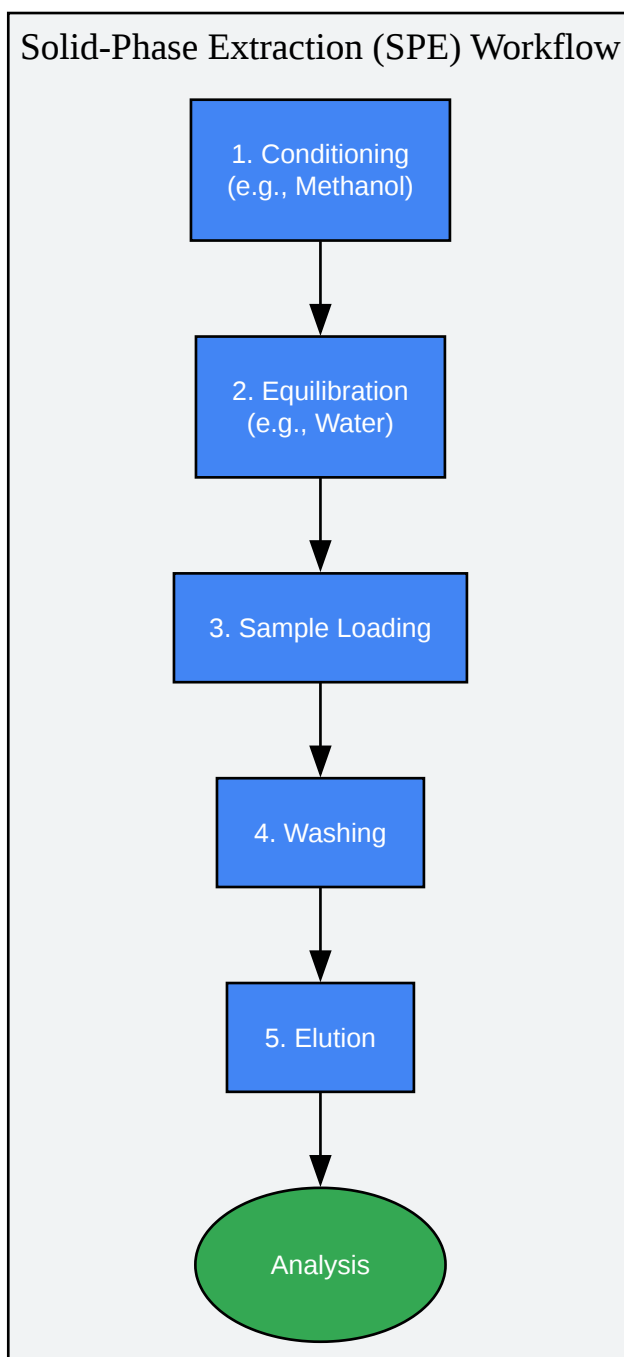 Solid-Phase Extraction (SPE) Workflow
1. Conditioning
(e.g., Methanol)
2. Equilibration
(e.g., Water)
3. Sample Loading
4. Washing
5. Elution
Analysis